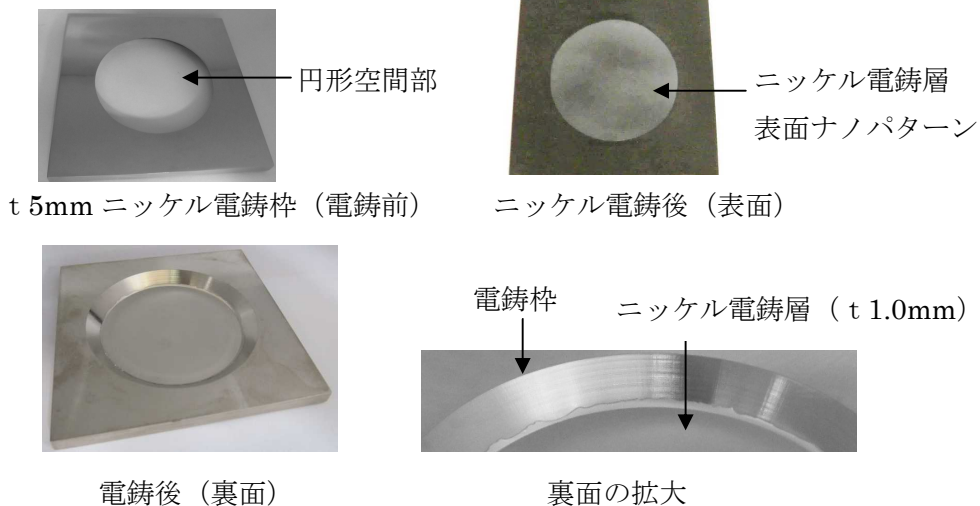 円形空間部
ニッケル電鋳層
表面ナノパターン
t 5mm ニッケル電鋳枠（電鋳前）
ニッケル電鋳後（表面）
電鋳枠
ニッケル電鋳層（ t 1.0mm）
電鋳後（裏面）
裏面の拡大